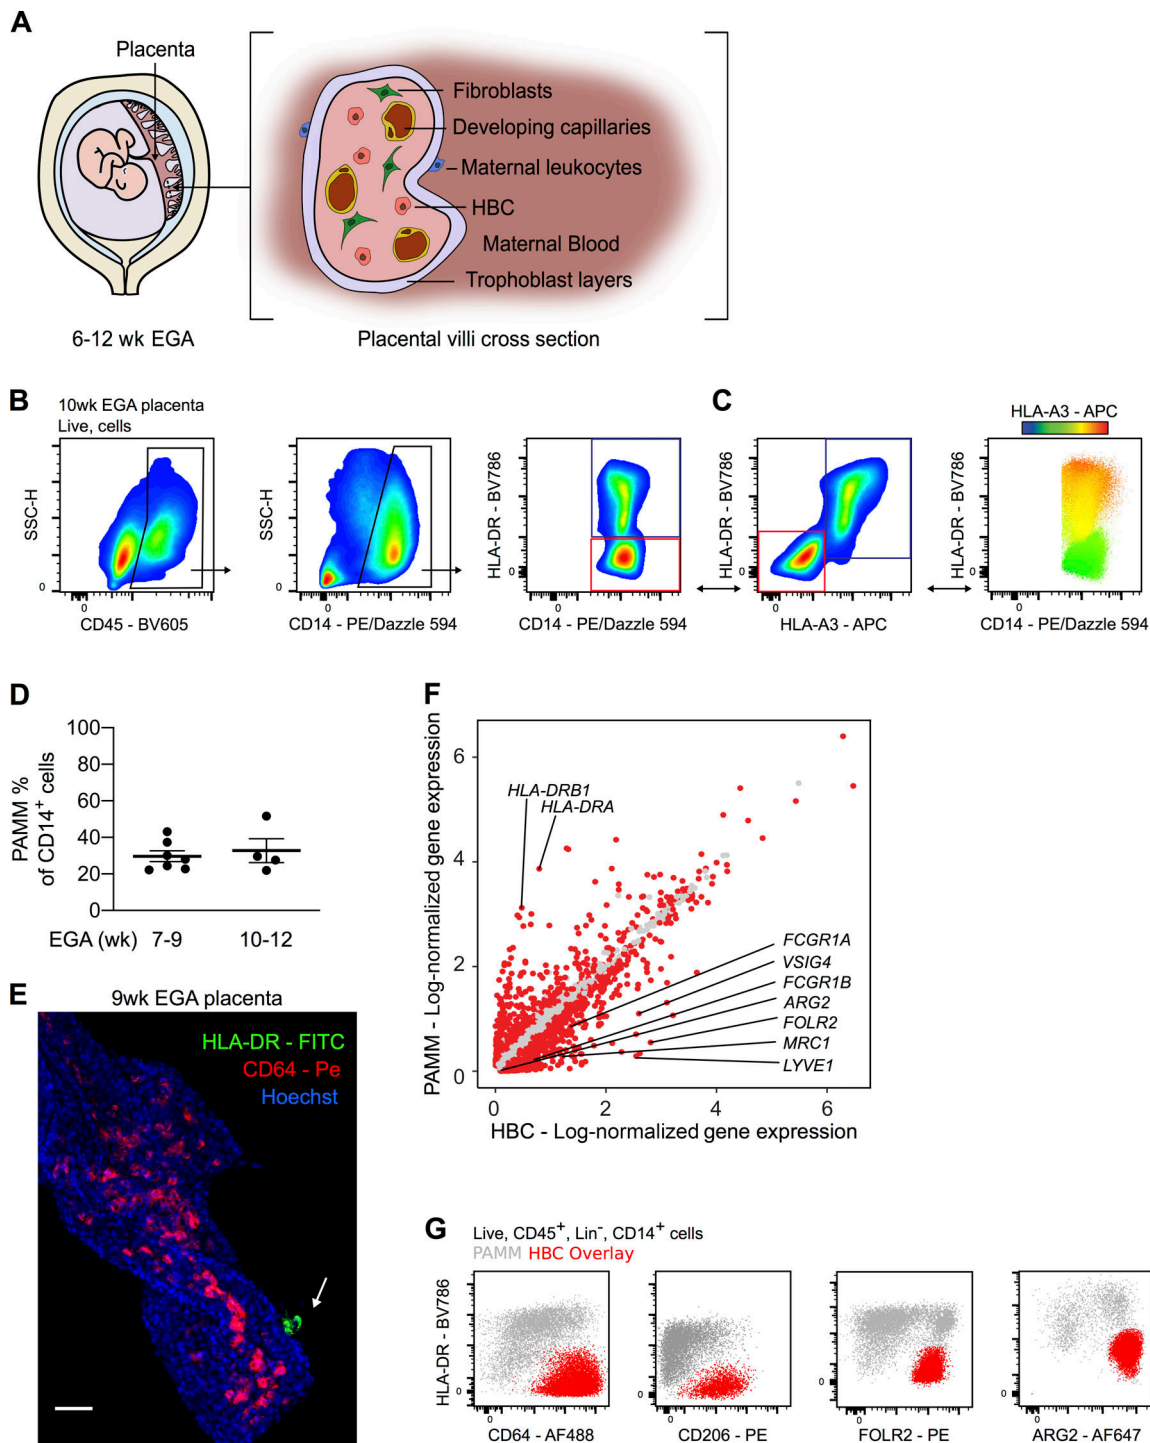 A
Placenta
Fibroblasts
Developing capillaries
Maternal leukocytes
HBC
Maternal Blood
Trophoblast layers
6-12 wk EGA
Placental villi cross section
B
10wk EGA placenta
Live, cells
SSC-H
0
0
CD45 - BV605
SSC-H
0
0
CD14 - PE/Dazzle 594
HLA-DR - BV786
0
0
CD14 - PE/Dazzle 594
C
HLA-DR - BV786
0
0
HLA-A3 - APC
HLA-A3 - APC
HLA-DR - BV786
0
0
CD14 - PE/Dazzle 594
D
PAMM %
of CD14+ cells
100
80
60
40
20
0
EGA (wk) 7-9 10-12
E
9wk EGA placenta
HLA-DR - FITC
CD64 - Pe
Hoechst
F
PAMM - Log-normalized gene expression
6
4
2
0
HLA-DRB1
HLA-DRA
FCGR1A
VSIG4
FCGR1B
ARG2
FOLR2
MRC1
LYVE1
0 2 4 6
HBC - Log-normalized gene expression
G
Live, CD45+, Lin-, CD14+ cells
PAMM HBC Overlay
HLA-DR - BV786
0
0
CD64 - AF488
0
0
CD206 - PE
0
0
FOLR2 - PE
0
0
ARG2 - AF647